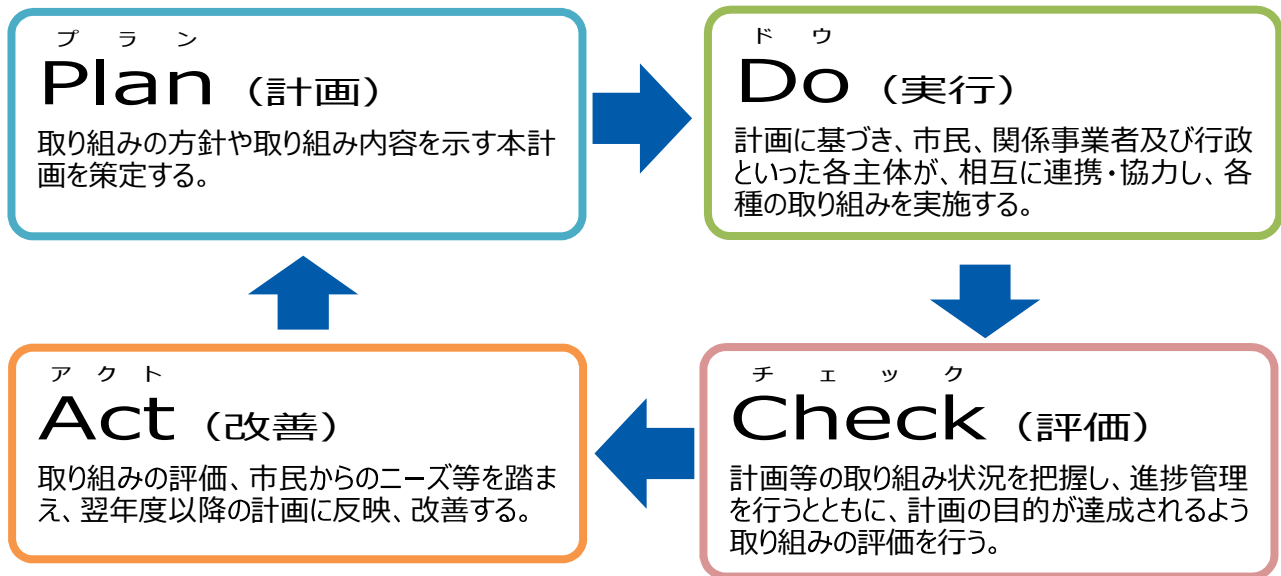 プラン
Plan（計画）
取り組みの方針や取り組み内容を示す本計
画を策定する。
ドウ
Do（実行）
計画に基づき、市民、関係事業者及び行政
といった各主体が、相互に連携・協力し、各
種の取り組みを実施する。
チェック
Check（評価）
計画等の取り組み状況を把握し、進捗管理
を行うとともに、計画の目的が達成されるよう
取り組みの評価を行う。
アクト
Act（改善）
取り組みの評価、市民からのニーズ等を踏ま
え、翌年度以降の計画に反映、改善する。